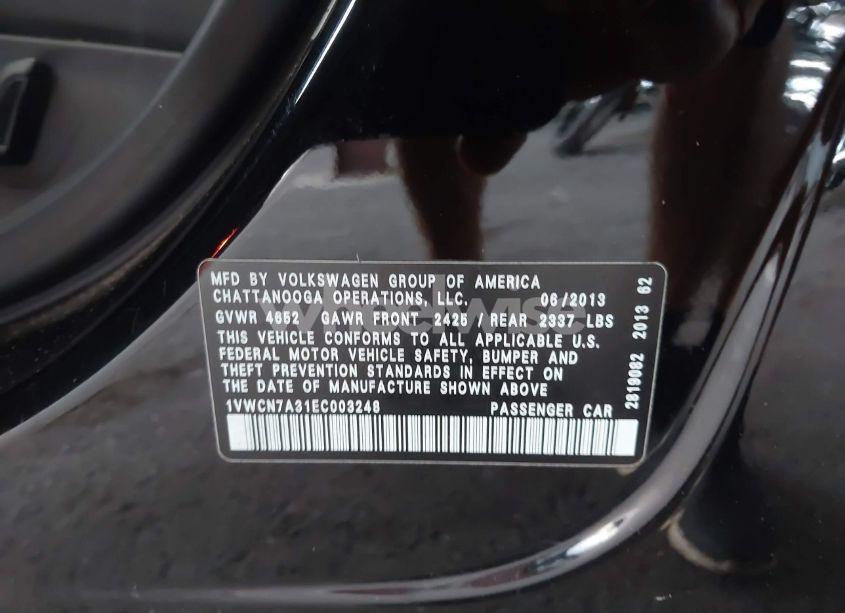 MFD BY VOLKSWAGEN GROUP OF AMERICA
CHATTANOOGA OPERATIONS, LLC. 06/2013
GVWR 4652 GAWR FRONT 2425 / REAR 2337 LBS
THIS VEHICLE CONFORMS TO ALL APPLICABLE U.S.
FEDERAL MOTOR VEHICLE SAFETY, BUMPER AND
THEFT PREVENTION STANDARDS IN EFFECT ON
THE DATE OF MANUFACTURE SHOWN ABOVE
1VWCN7A31EC003248 PASSENGER CAR
2819082 2013 62